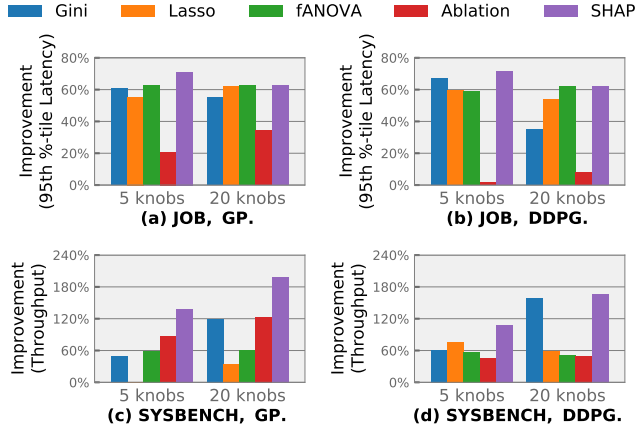 Gini Lasso fANOVA Ablation SHAP
Improvement
(95th %-tile Latency)
80%
60%
40%
20%
0%
5 knobs 20 knobs
(a) JOB, GP.
Improvement
(95th %-tile Latency)
80%
60%
40%
20%
0%
5 knobs 20 knobs
(b) JOB, DDPG.
Improvement
(Throughput)
240%
180%
120%
60%
0%
5 knobs 20 knobs
(c) SYSBENCH, GP.
Improvement
(Throughput)
240%
180%
120%
60%
0%
5 knobs 20 knobs
(d) SYSBENCH, DDPG.